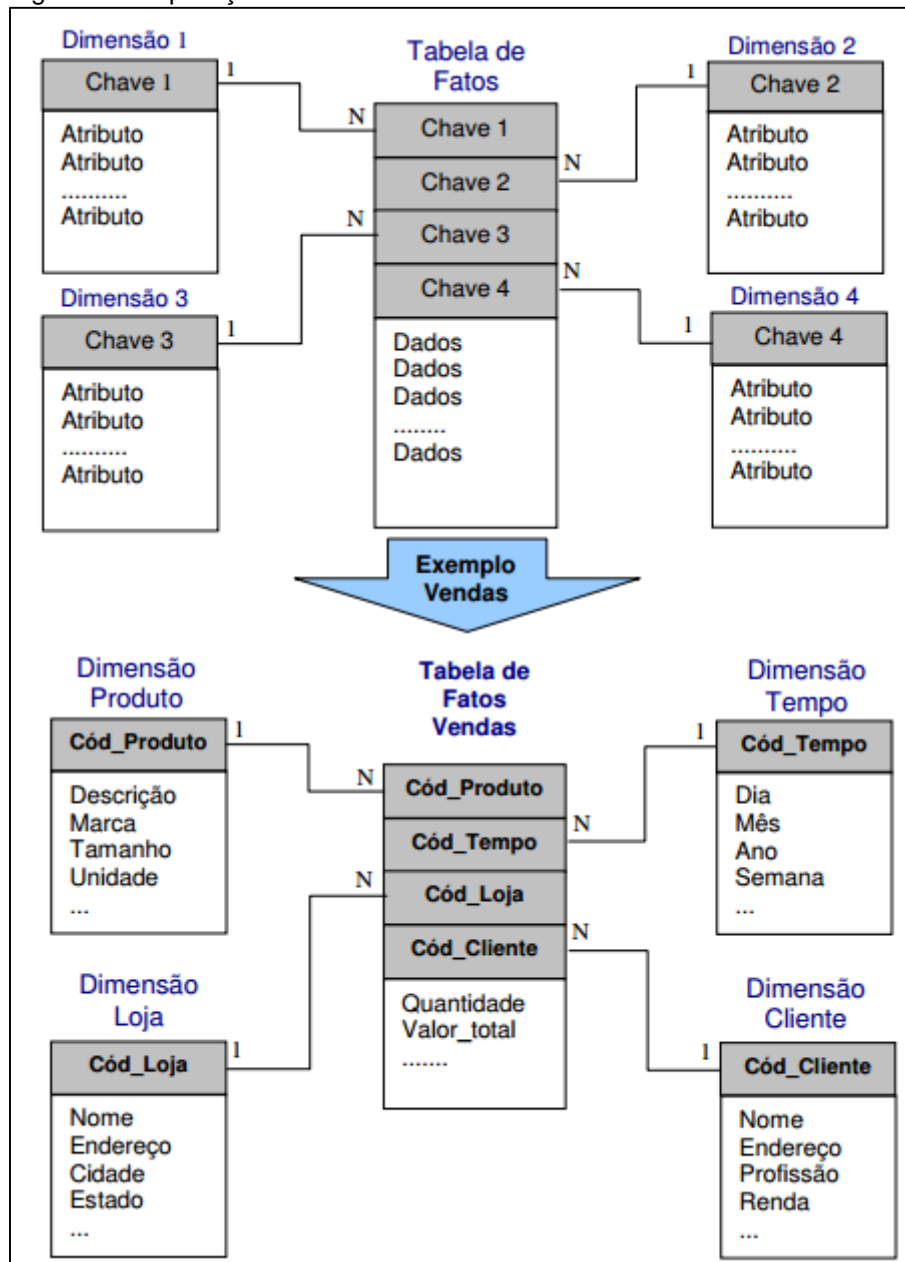 Dimensão 1
Chave 1
Atributo
Atributo
..........
Atributo
1
N
Tabela de
Fatos
Chave 1
Chave 2
Chave 3
Chave 4
Dados
Dados
Dados
........
Dados
N
1
Dimensão 2
Chave 2
Atributo
Atributo
..........
Atributo
Dimensão 3
Chave 3
Atributo
Atributo
..........
Atributo
1
N
N
1
Dimensão 4
Chave 4
Atributo
Atributo
..........
Atributo
Exemplo
Vendas
Dimensão
Produto
Cód_Produto
Descrição
Marca
Tamanho
Unidade
...
1
N
Tabela de
Fatos
Vendas
Cód_Produto
Cód_Tempo
Cód_Loja
Cód_Cliente
Quantidade
Valor_total
.......
N
1
Dimensão
Tempo
Cód_Tempo
Dia
Mês
Ano
Semana
...
Dimensão
Loja
Cód_Loja
Nome
Endereço
Cidade
Estado
...
1
N
N
1
Dimensão
Cliente
Cód_Cliente
Nome
Endereço
Profissão
Renda
...